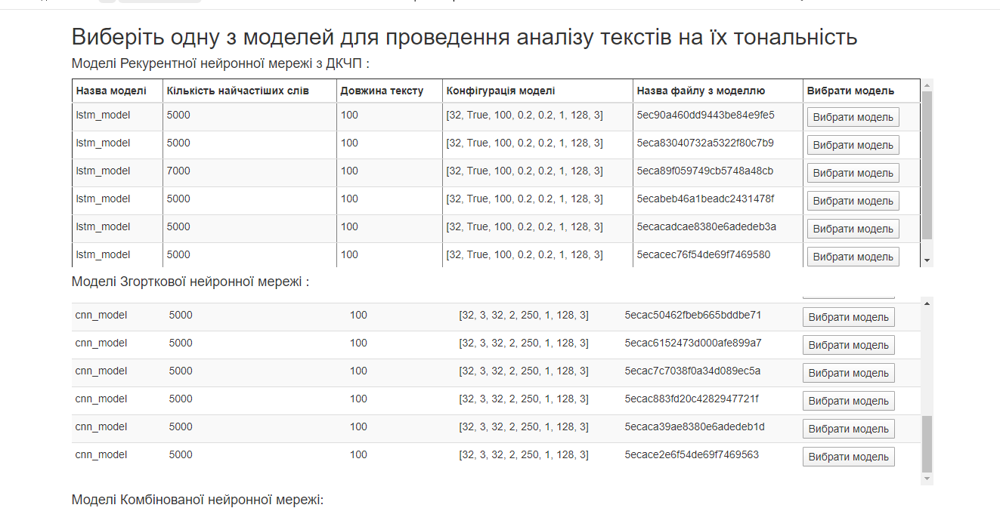 Виберіть одну з моделей для проведення аналізу текстів на їх тональність
Моделі Рекурентної нейронної мережі з ДКЧП :
Назва моделі Кількість найчастіших слів Довжина тексту Конфігурація моделі Назва файлу з моделлю Вибрати модель
lstm_model 5000 100 [32, True, 100, 0.2, 0.2, 1, 128, 3] 5ec90a460dd9443be84e9fe5 Вибрати модель
lstm_model 5000 100 [32, True, 100, 0.2, 0.2, 1, 128, 3] 5eca83040732a5322f80c7b9 Вибрати модель
lstm_model 7000 100 [32, True, 100, 0.2, 0.2, 1, 128, 3] 5eca89f059749cb5748a48cb Вибрати модель
lstm_model 5000 100 [32, True, 100, 0.2, 0.2, 1, 128, 3] 5ecabeb46a1beadc2431478f Вибрати модель
lstm_model 5000 100 [32, True, 100, 0.2, 0.2, 1, 128, 3] 5ecacadcae8380e6adedeb3a Вибрати модель
lstm_model 5000 100 [32, True, 100, 0.2, 0.2, 1, 128, 3] 5ecacec76f54de69f7469580 Вибрати модель
Моделі Згорткової нейронної мережі :
cnn_model 5000 100 [32, 3, 32, 2, 250, 1, 128, 3] 5ecac50462fbeb665bddbe71 Вибрати модель
cnn_model 5000 100 [32, 3, 32, 2, 250, 1, 128, 3] 5ecac6152473d000afe899a7 Вибрати модель
cnn_model 5000 100 [32, 3, 32, 2, 250, 1, 128, 3] 5ecac7c7038f0a34d089ec5a Вибрати модель
cnn_model 5000 100 [32, 3, 32, 2, 250, 1, 128, 3] 5ecac883fd20c4282947721f Вибрати модель
cnn_model 5000 100 [32, 3, 32, 2, 250, 1, 128, 3] 5ecaca39ae8380e6adedeb1d Вибрати модель
cnn_model 5000 100 [32, 3, 32, 2, 250, 1, 128, 3] 5ecace2e6f54de69f7469563 Вибрати модель
Моделі Комбінованої нейронної мережі: